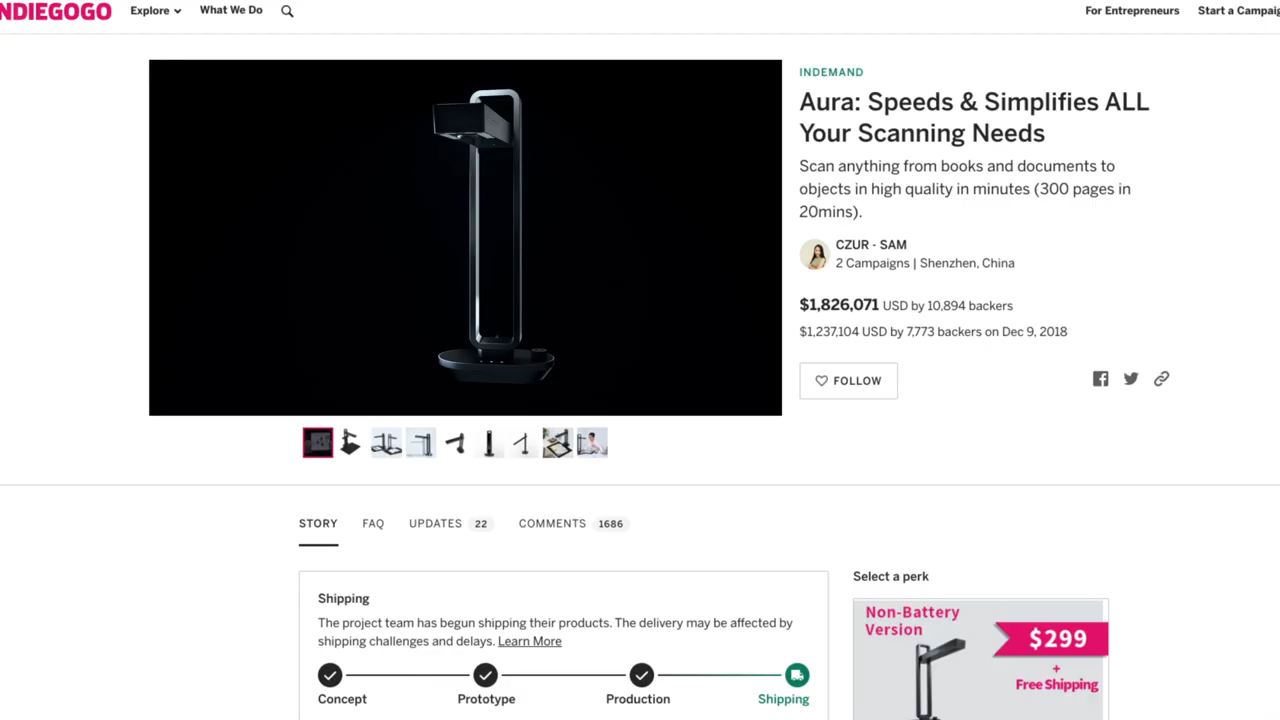 NDIEGOGO
Explore
What We Do
For Entrepreneurs
Start a Campaig
INDEMAND
Aura: Speeds & Simplifies ALL
Your Scanning Needs
Scan anything from books and documents to
objects in high quality in minutes (300 pages in
20mins).
CZUR - SAM
2 Campaigns | Shenzhen, China
$1,826,071 USD by 10,894 backers
$1,237,104 USD by 7,773 backers on Dec 9, 2018
FOLLOW
STORY
FAQ
UPDATES 22
COMMENTS 1686
Shipping
The project team has begun shipping their products. The delivery may be affected by
shipping challenges and delays. Learn More
Concept
Prototype
Production
Shipping
Select a perk
Non-Battery
Version
$299
+
Free Shipping